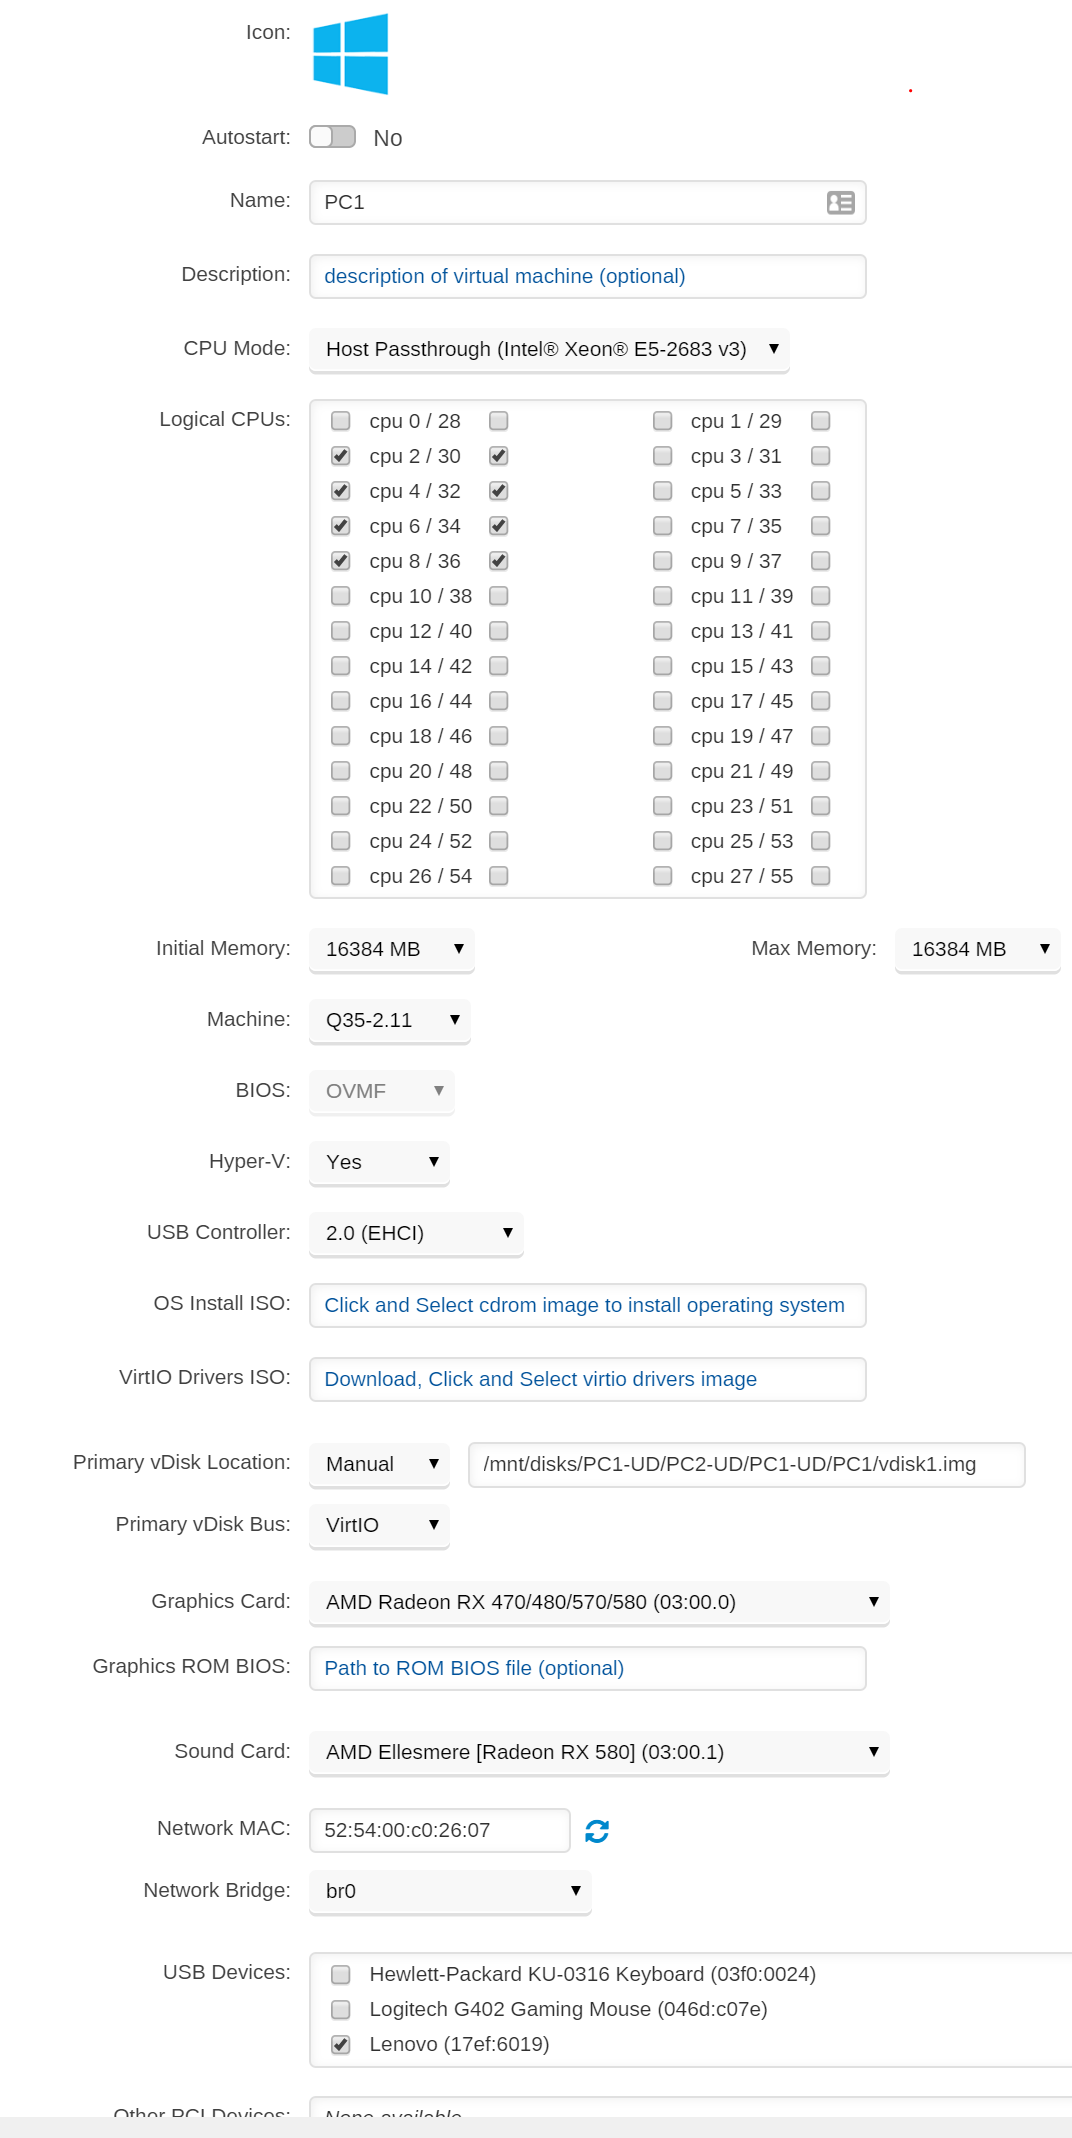 Icon:
Autostart: No
Name: PC1
Description: description of virtual machine (optional)
CPU Mode: Host Passthrough (Intel® Xeon® E5-2683 v3)
Logical CPUs: cpu 0 / 28 cpu 1 / 29
cpu 2 / 30 cpu 3 / 31
cpu 4 / 32 cpu 5 / 33
cpu 6 / 34 cpu 7 / 35
cpu 8 / 36 cpu 9 / 37
cpu 10 / 38 cpu 11 / 39
cpu 12 / 40 cpu 13 / 41
cpu 14 / 42 cpu 15 / 43
cpu 16 / 44 cpu 17 / 45
cpu 18 / 46 cpu 19 / 47
cpu 20 / 48 cpu 21 / 49
cpu 22 / 50 cpu 23 / 51
cpu 24 / 52 cpu 25 / 53
cpu 26 / 54 cpu 27 / 55
Initial Memory: 16384 MB Max Memory: 16384 MB
Machine: Q35-2.11
BIOS: OVMF
Hyper-V: Yes
USB Controller: 2.0 (EHCI)
OS Install ISO: Click and Select cdrom image to install operating system
VirtIO Drivers ISO: Download, Click and Select virtio drivers image
Primary vDisk Location: Manual /mnt/disks/PC1-UD/PC2-UD/PC1-UD/PC1/vdisk1.img
Primary vDisk Bus: VirtIO
Graphics Card: AMD Radeon RX 470/480/570/580 (03:00.0)
Graphics ROM BIOS: Path to ROM BIOS file (optional)
Sound Card: AMD Ellesmere [Radeon RX 580] (03:00.1)
Network MAC: 52:54:00:c0:26:07
Network Bridge: br0
USB Devices: Hewlett-Packard KU-0316 Keyboard (03f0:0024)
Logitech G402 Gaming Mouse (046d:c07e)
Lenovo (17ef:6019)
Other PCI Devices: None available